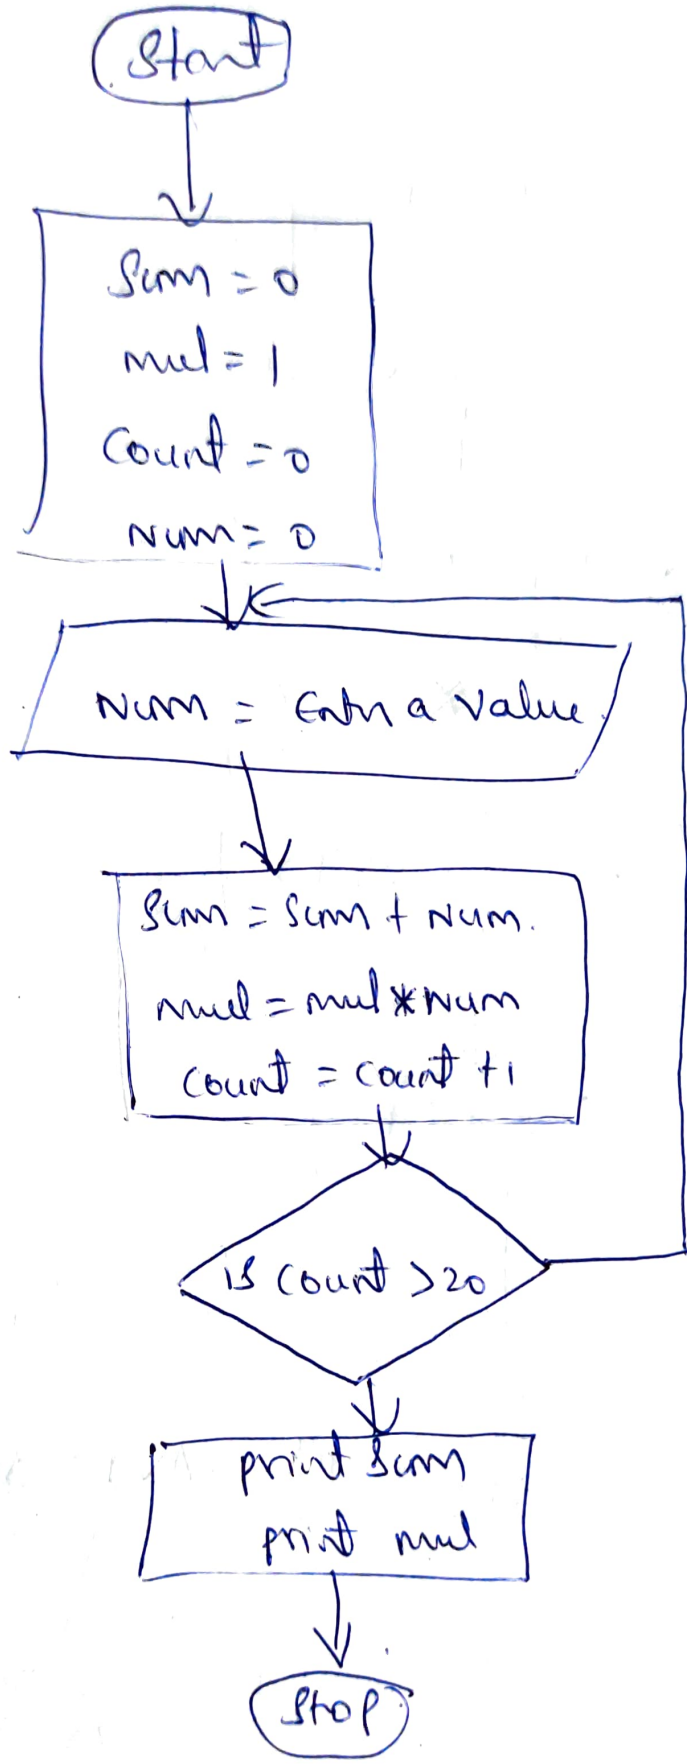 Start
Sum = 0
mul = 1
Count = 0
Num = 0
Num = Enter a value.
Sum = Sum + Num.
mul = mul * Num
Count = Count +1
is Count > 20
print Sum
print mul
Stop